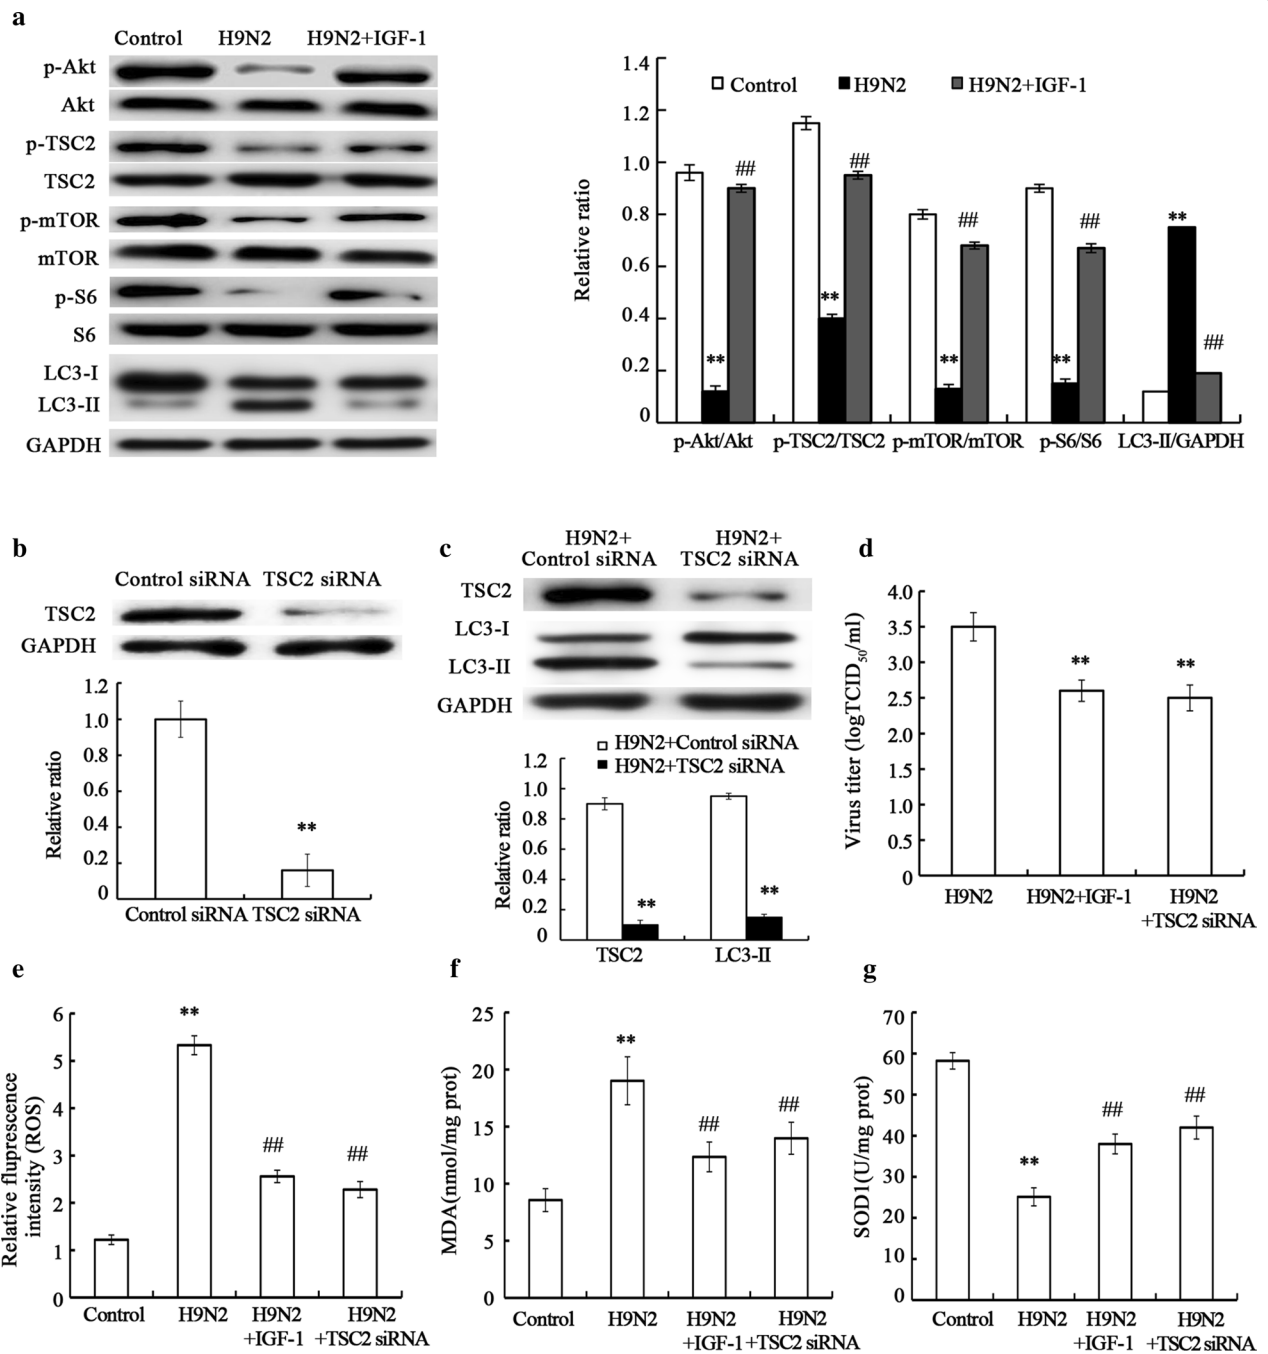 a
Control H9N2 H9N2+IGF-1
p-Akt
Akt
p-TSC2
TSC2
p-mTOR
mTOR
p-S6
S6
LC3-I
LC3-II
GAPDH
Relative ratio
1.4
1.2
1.0
0.8
0.6
0.4
0.2
0
Control H9N2 H9N2+IGF-1
** ## ** ## ** ## ** ## ** ##
p-Akt/Akt p-TSC2/TSC2 p-mTOR/mTOR p-S6/S6 LC3-II/GAPDH
b
Control siRNA TSC2 siRNA
TSC2
GAPDH
Relative ratio
1.2
1.0
0.8
0.6
0.4
0.2
0
**
Control siRNA TSC2 siRNA
c
H9N2+ H9N2+
Control siRNA TSC2 siRNA
TSC2
LC3-I
LC3-II
GAPDH
H9N2+Control siRNA
H9N2+TSC2 siRNA
Relative ratio
1.2
1.0
0.8
0.6
0.4
0.2
0
** **
TSC2 LC3-II
d
Virus titer (logTCID50/ml)
4.0
3.5
3.0
2.5
2.0
1.5
1.0
0.5
0
** **
H9N2 H9N2+IGF-1 H9N2
+TSC2 siRNA
e
Relative fluprescence
intensity (ROS)
6
5
4
3
2
1
0
** ## ##
Control H9N2 H9N2 H9N2
+IGF-1 +TSC2 siRNA
f
MDA(nmol/mg prot)
25
20
15
10
5
0
** ## ##
Control H9N2 H9N2 H9N2
+IGF-1 +TSC2 siRNA
g
SOD1(U/mg prot)
70
60
50
40
30
20
10
0
** ## ##
Control H9N2 H9N2 H9N2
+IGF-1 +TSC2 siRNA